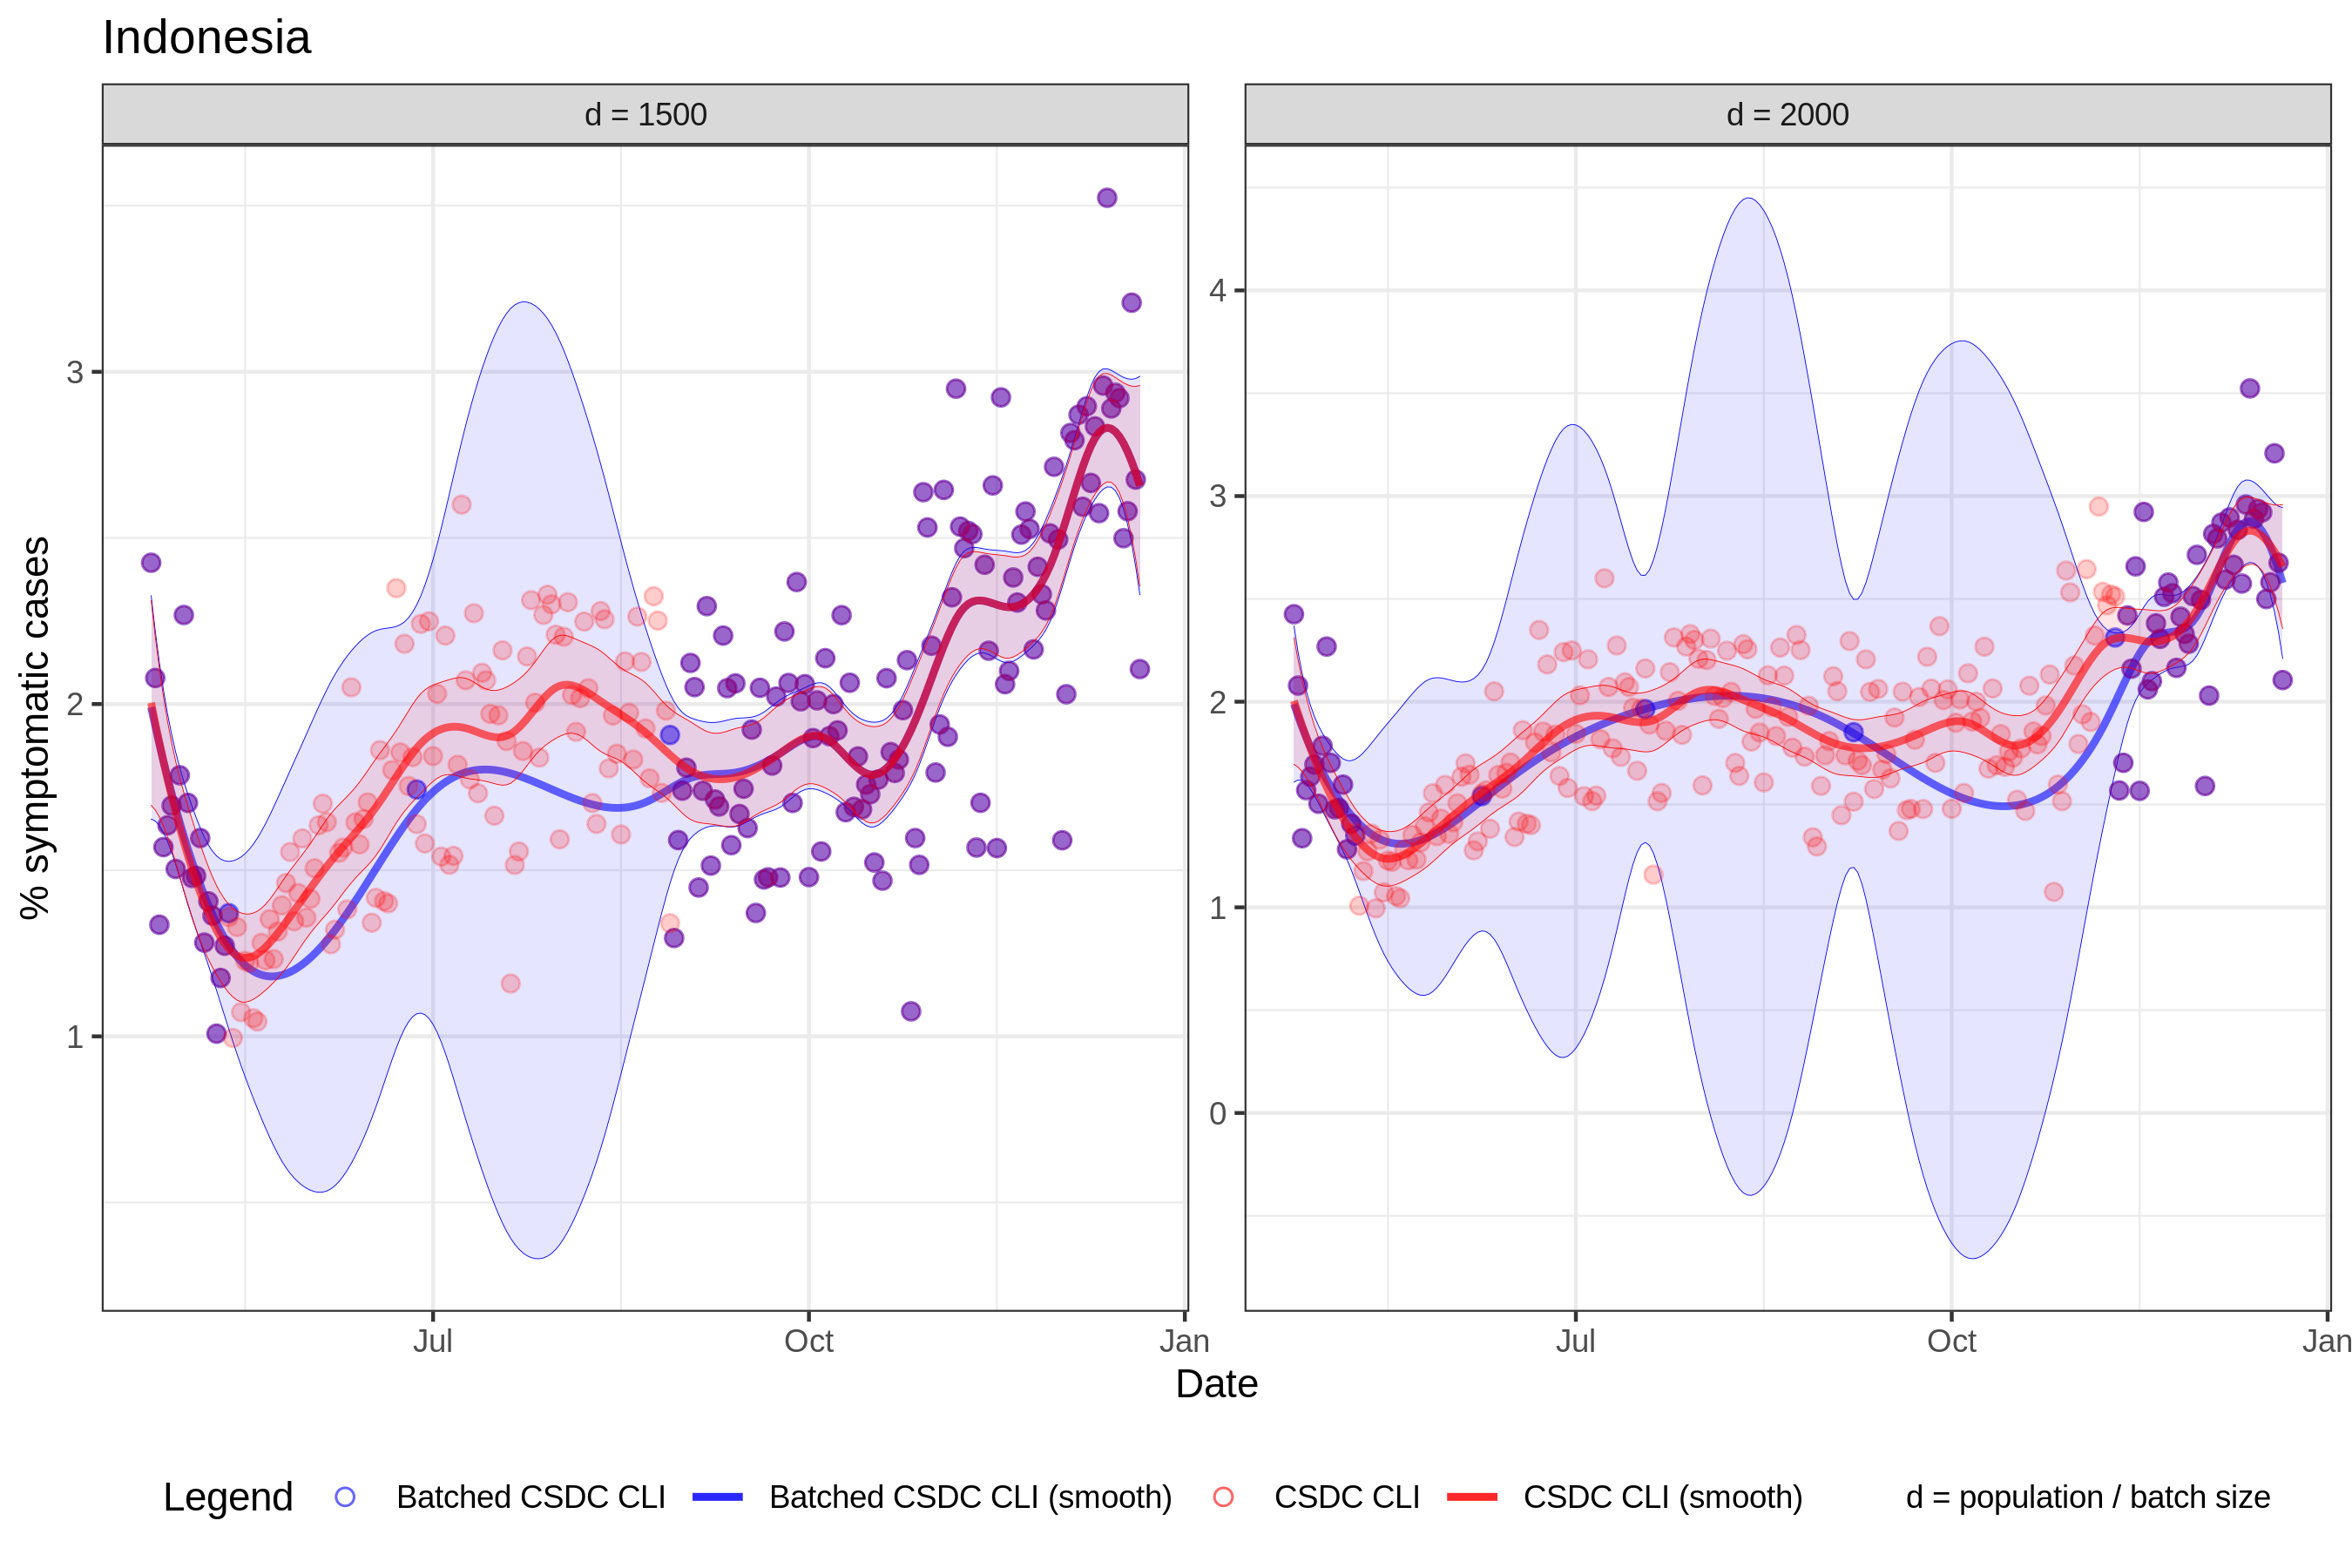 Indonesia
d = 1500
d = 2000
% symptomatic cases
3
2
1
4
3
2
1
0
Jul
Oct
Jan
Jul
Oct
Jan
Date
Legend
Batched CSDC CLI
Batched CSDC CLI (smooth)
CSDC CLI
CSDC CLI (smooth)
d = population / batch size